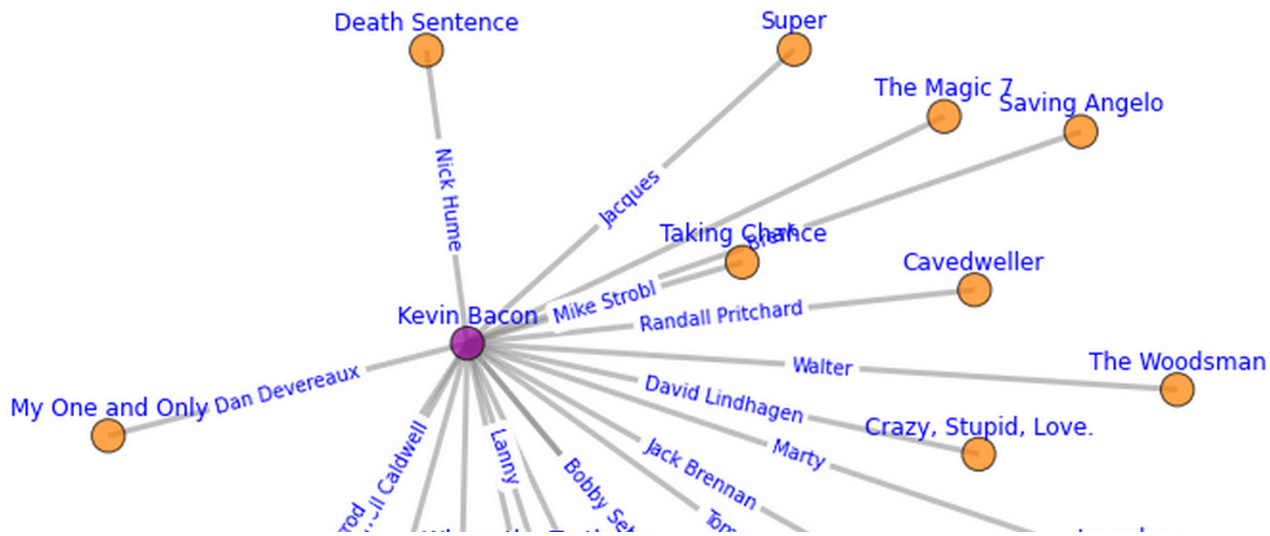 Death Sentence
Super
The Magic 7
Saving Angelo
Nick Hume
Jacques
Taking Chance
Cavedweller
Mike Strobl
Kevin Bacon
Randall Pritchard
Walter
The Woodsman
Dan Devereaux
My One and Only
David Lindhagen
Crazy, Stupid, Love.
Marty
Lanny
Caldwell
Jack Brennan
Bobby